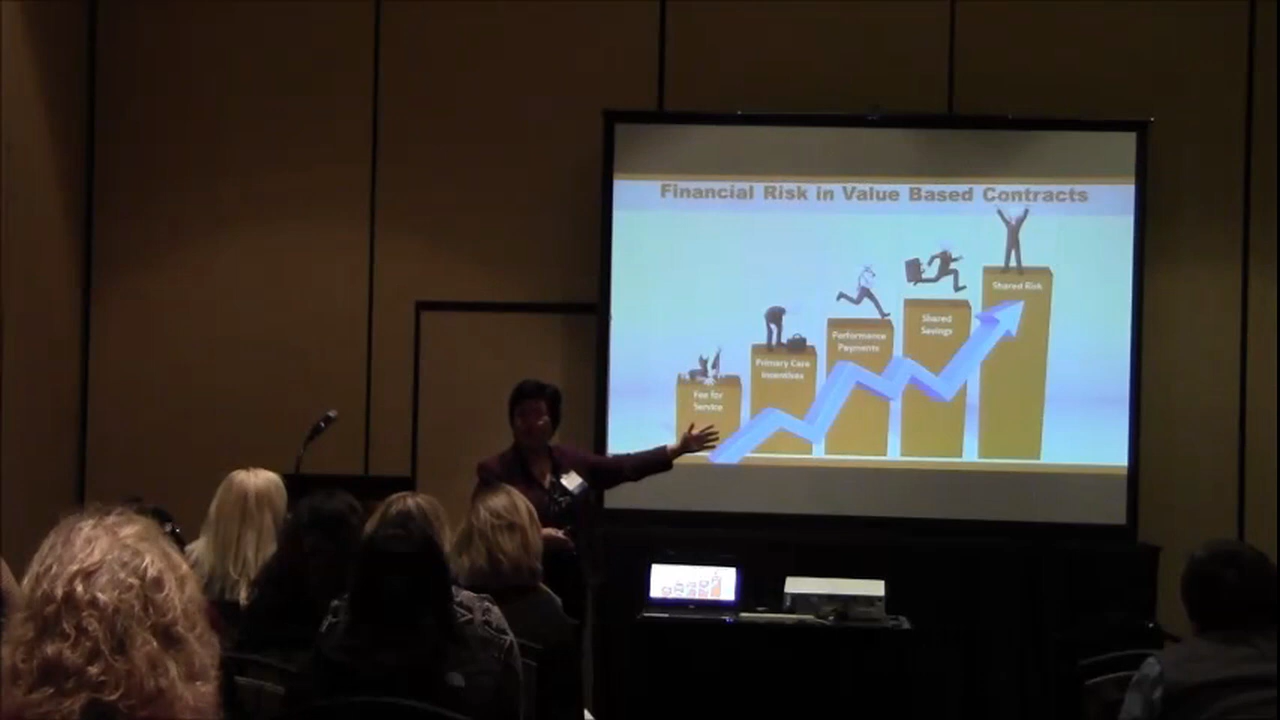 Financial Risk in Value Based Contracts
Fee for
Service
Primary Care
Incentives
Performance
Payments
Shared
Savings
Shared Risk